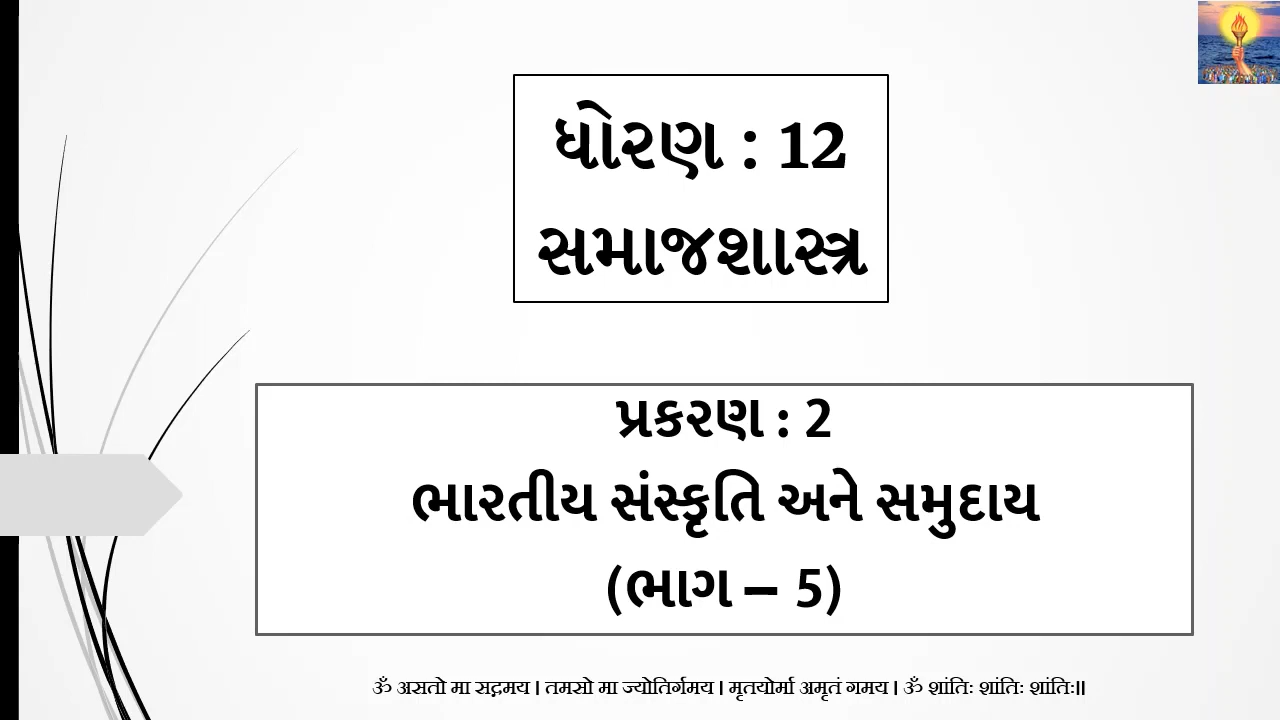 ધોરણ : 12
સમાજશાસ્ત્ર
પ્રકરણ : 2
ભારતીય સંસ્કૃતિ અને સમુદાય
(ભાગ – 5)
ॐ असतो मा सद्गमय । तमसो मा ज्योतिर्गमय । मृतयोर्मा अमृतं गमय । ॐ शांतिः शांतिः शांतिः॥